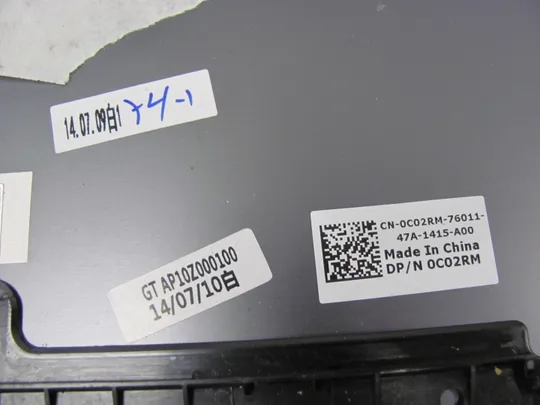 14.07.09白1 74-1
GT AP10Z000100
14/07/10白
CN-0C02RM-76011-
47A-1415-A00
Made In China
DP/N 0C02RM